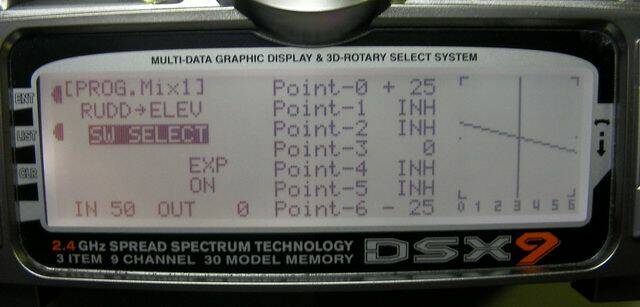 MULTI-DATA GRAPHIC DISPLAY & 3D-ROTARY SELECT SYSTEM
ENT
LIST
CLR
[PROG.Mix1]
RUDD→ELEV
SW SELECT
EXP
ON
IN 50 OUT 0
Point-0 + 25
Point-1 INH
Point-2 INH
Point-3 0
Point-4 INH
Point-5 INH
Point-6 - 25
0 1 2 3 4 5 6
2.4 GHz SPREAD SPECTRUM TECHNOLOGY
3 ITEM 9 CHANNEL 30 MODEL MEMORY
DSX9